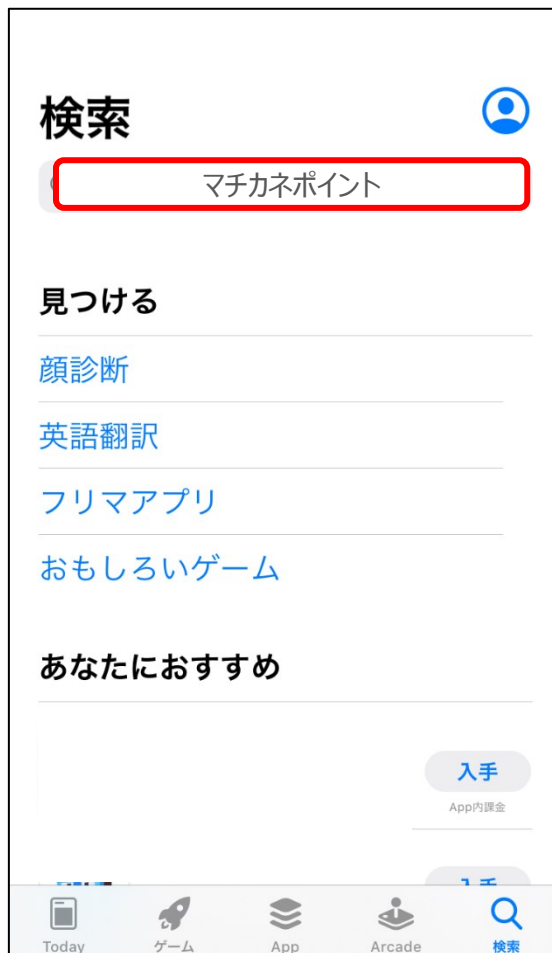 検索
マチカネポイント
見つける
顔診断
英語翻訳
フリマアプリ
おもしろいゲーム
あなたにおすすめ
入手
App内課金
入手
Today ゲーム App Arcade 検索